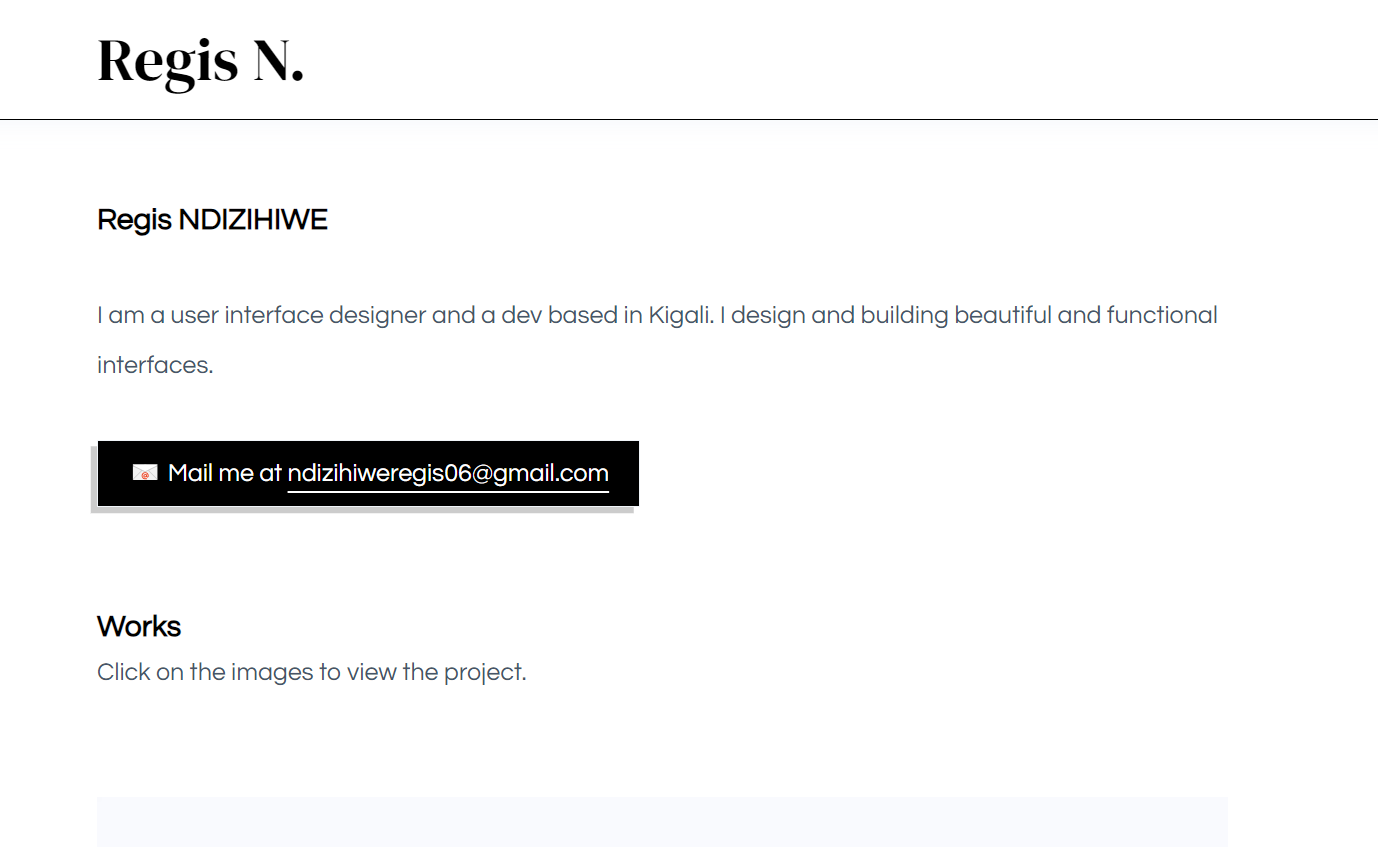 Regis N.
Regis NDIZIHIWE
I am a user interface designer and a dev based in Kigali. I design and building beautiful and functional
interfaces.
Mail me at ndizihiweregis06@gmail.com
Works
Click on the images to view the project.